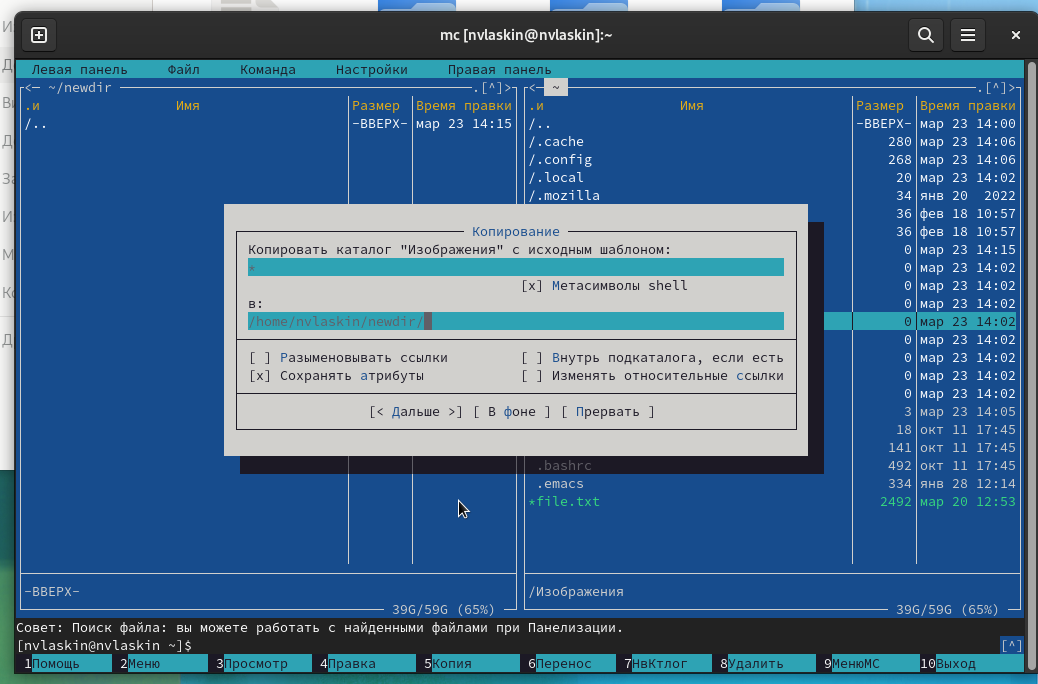 mc [nvlaskin@nvlaskin]:~
Левая панель Файл Команда Настройки Правая панель
<— ~/newdir .[^]>
.и Имя Размер Время правки
/.. -ВВЕРХ- мар 23 14:15
-ВВЕРХ-
39G/59G (65%)
<— ~ .[^]>
.и Имя Размер Время правки
/.. -ВВЕРХ- мар 23 14:00
/.cache 280 мар 23 14:06
/.config 268 мар 23 14:06
/.local 20 мар 23 14:02
/.mozilla 34 янв 20 2022
36 фев 18 10:57
36 фев 18 10:57
0 мар 23 14:15
0 мар 23 14:02
0 мар 23 14:02
0 мар 23 14:02
0 мар 23 14:02
0 мар 23 14:02
0 мар 23 14:02
0 мар 23 14:02
0 мар 23 14:02
3 мар 23 14:05
18 окт 11 17:45
141 окт 11 17:45
.bashrc 492 окт 11 17:45
.emacs 334 янв 28 12:14
*file.txt 2492 мар 20 12:53
/Изображения
39G/59G (65%)
Копирование
Копировать каталог "Изображения" с исходным шаблоном:
*
[x] Метасимволы shell
в:
/home/nvlaskin/newdir/
[ ] Разыменовывать ссылки [ ] Внутрь подкаталога, если есть
[x] Сохранять атрибуты [ ] Изменять относительные ссылки
[< Дальше >] [ В фоне ] [ Прервать ]
Совет: Поиск файла: вы можете работать с найденными файлами при Панелизации.
[nvlaskin@nvlaskin ~]$ [^]
1Помощь 2Меню 3Просмотр 4Правка 5Копия 6Перенос 7НвКтлог 8Удалить 9МенюМС 10Выход